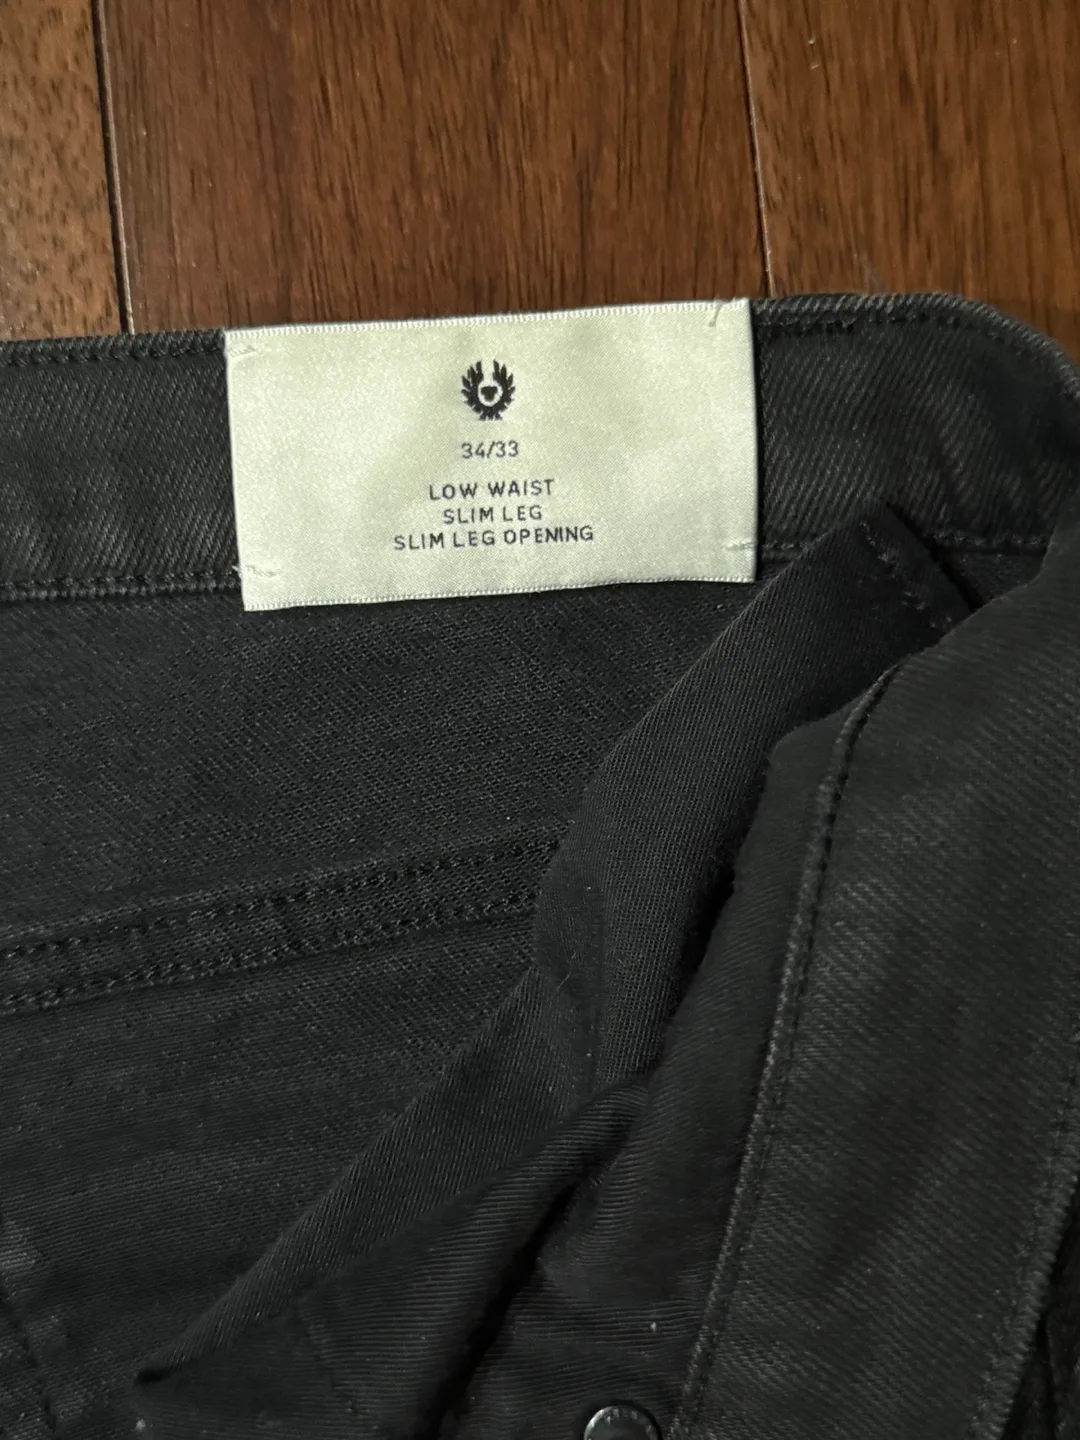 34/33
LOW WAIST
SLIM LEG
SLIM LEG OPENING